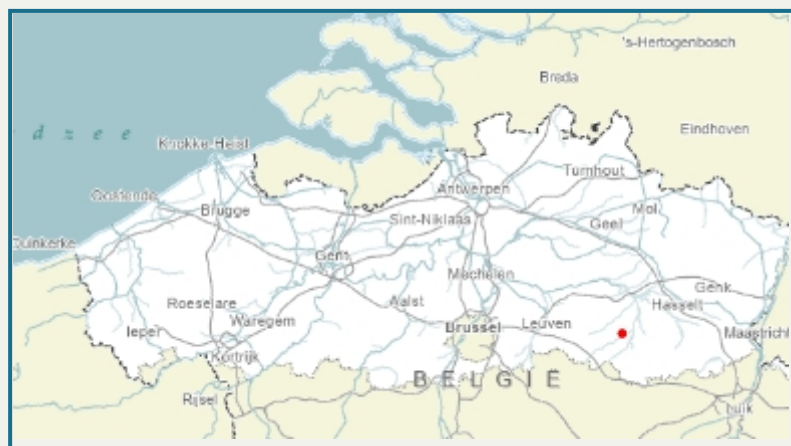 's-Hertogenbosch
Breda
Eindhoven
d z e e
Knokke-Heist
Turnhout
Antwerpen
Oostende
Mol
Brugge
Sint-Niklaas
Geel
Duinkerke
Gent
Mechelen
Genk
Roeselare
Aalst
Hasselt
Waregem
Brussel
Leuven
Ieper
Maastricht
Kortrijk
BELGIË
Rijsel
Luik